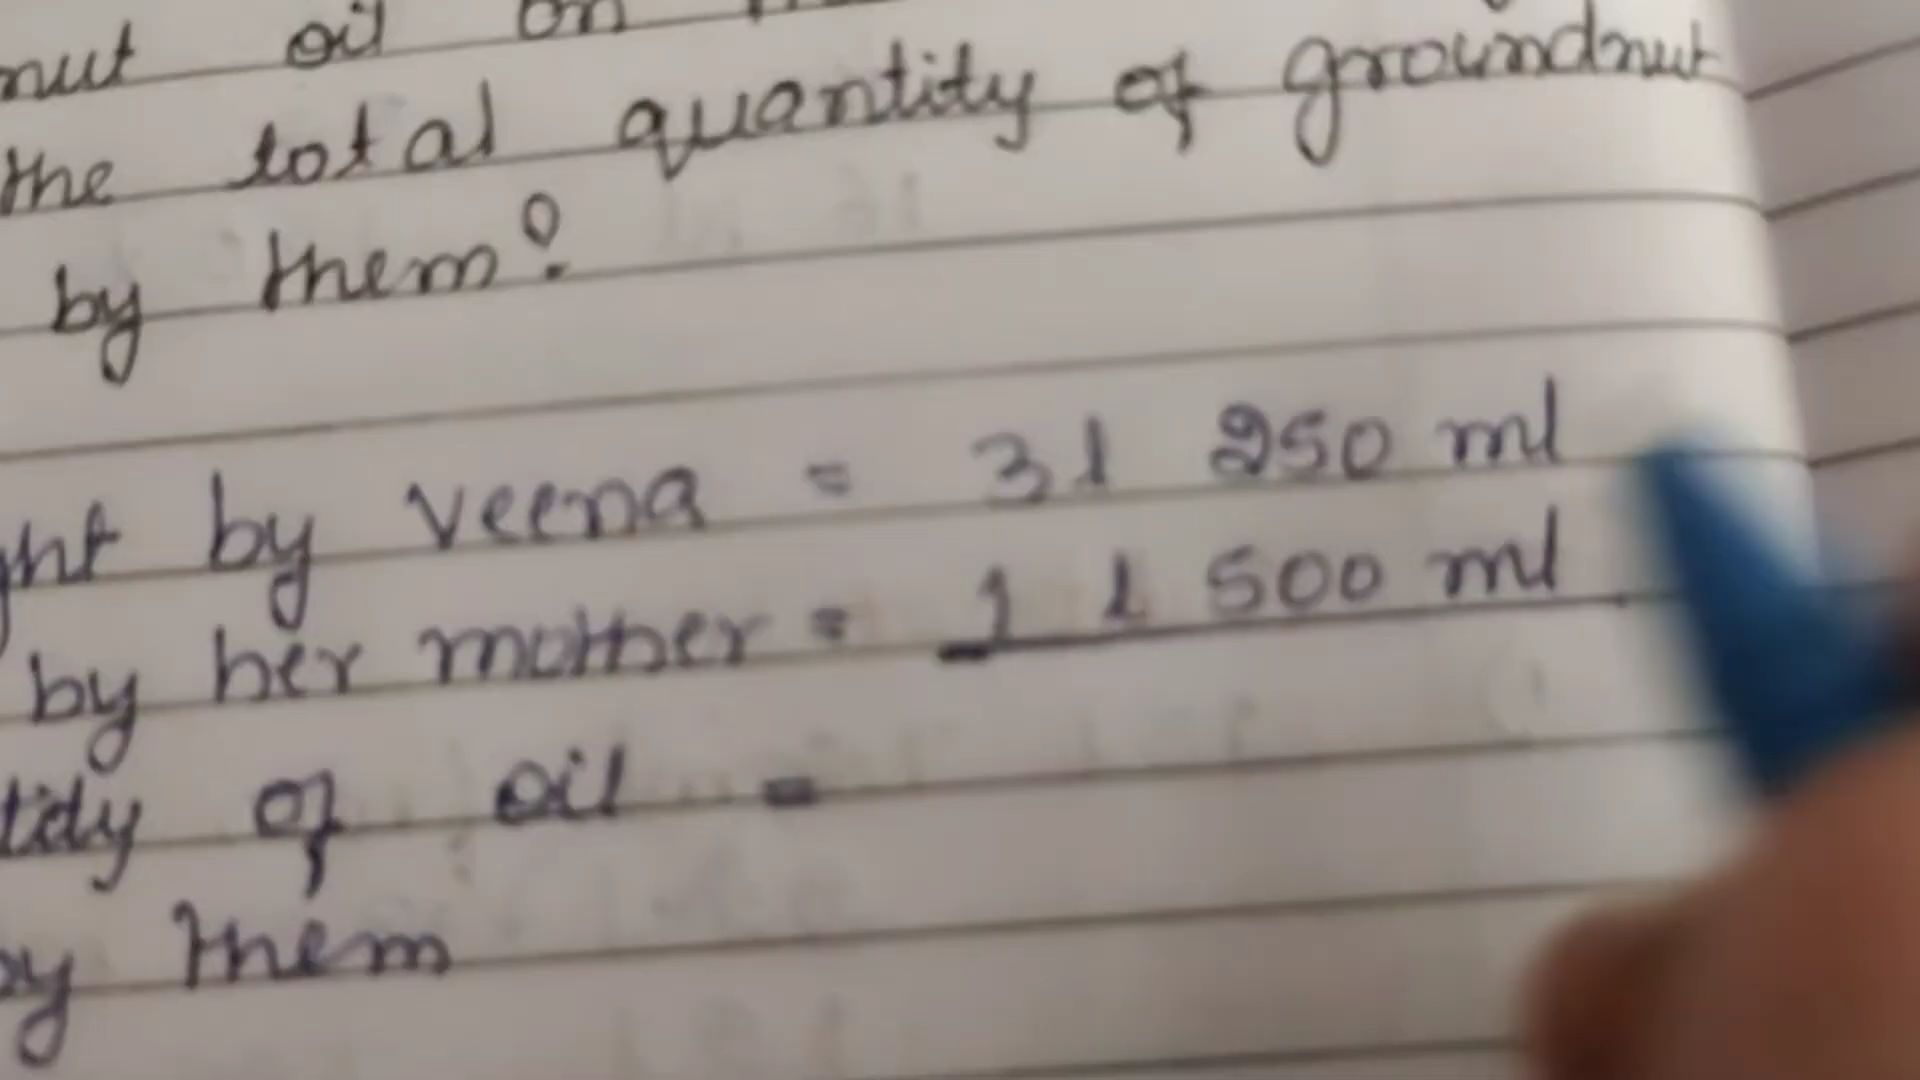 nut oil on
the total quantity of groundnut
by them?
ght by veena = 3 l 250 ml
by her mother = 1 l 500 ml
tidy of oil =
by them